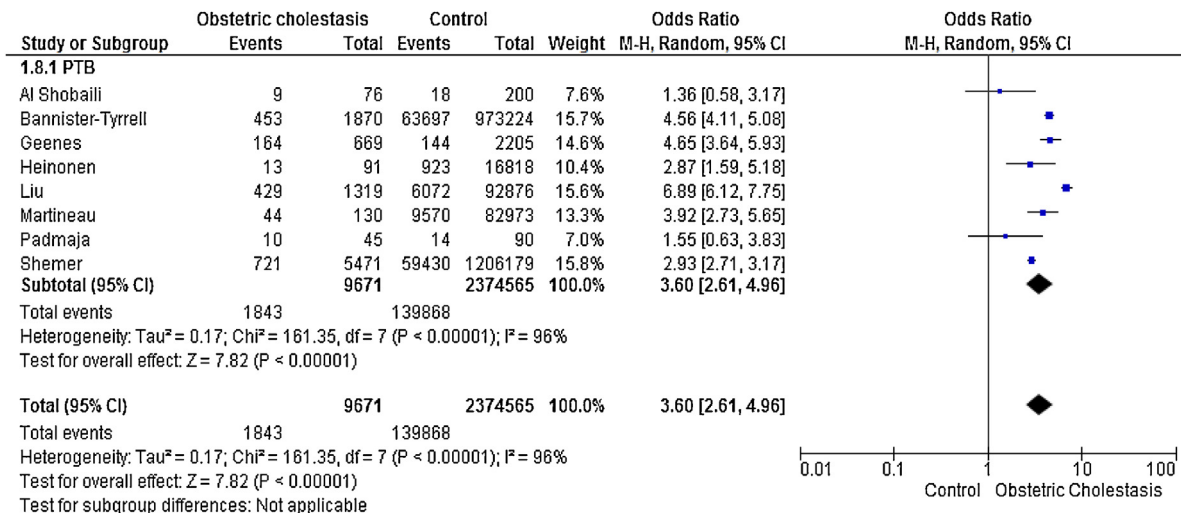 Obstetric cholestasis Control Odds Ratio Odds Ratio
Study or Subgroup Events Total Events Total Weight M-H, Random, 95% CI M-H, Random, 95% CI
1.8.1 PTB
Al Shobaili 9 76 18 200 7.6% 1.36 [0.58, 3.17]
Bannister-Tyrrell 453 1870 63697 973224 15.7% 4.56 [4.11, 5.08]
Geenes 164 669 144 2205 14.6% 4.65 [3.64, 5.93]
Heinonen 13 91 923 16818 10.4% 2.87 [1.59, 5.18]
Liu 429 1319 6072 92876 15.6% 6.89 [6.12, 7.75]
Martineau 44 130 9570 82973 13.3% 3.92 [2.73, 5.65]
Padmaja 10 45 14 90 7.0% 1.55 [0.63, 3.83]
Shemer 721 5471 59430 1206179 15.8% 2.93 [2.71, 3.17]
Subtotal (95% CI) 9671 2374565 100.0% 3.60 [2.61, 4.96]
Total events 1843 139868
Heterogeneity: Tau² = 0.17; Chi² = 161.35, df = 7 (P < 0.00001); I² = 96%
Test for overall effect: Z = 7.82 (P < 0.00001)
Total (95% CI) 9671 2374565 100.0% 3.60 [2.61, 4.96]
Total events 1843 139868
Heterogeneity: Tau² = 0.17; Chi² = 161.35, df = 7 (P < 0.00001); I² = 96%
Test for overall effect: Z = 7.82 (P < 0.00001)
Test for subgroup differences: Not applicable
0.01 0.1 1 10 100
Control Obstetric Cholestasis